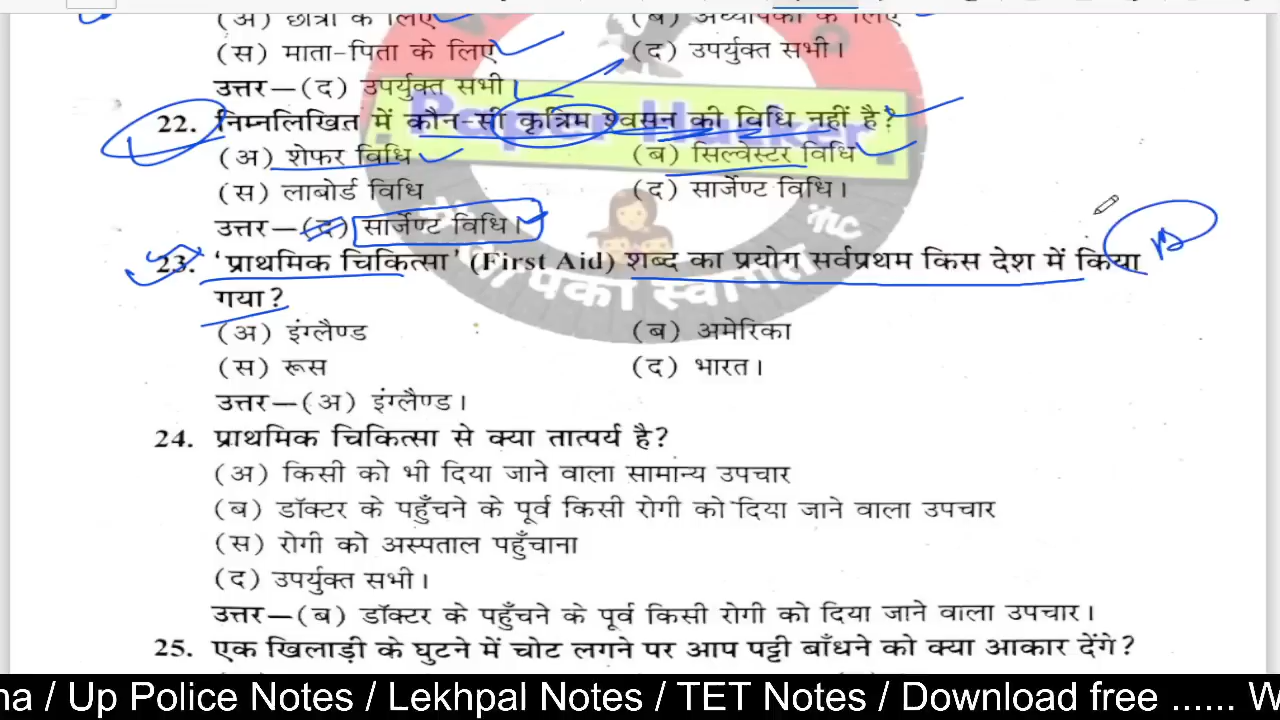 (अ) छात्रों के लिए (ब) अध्यापकों के लिए
(स) माता-पिता के लिए (द) उपर्युक्त सभी।
उत्तर—(द) उपर्युक्त सभी।
22. निम्नलिखित में कौन-सी कृत्रिम श्वसन की विधि नहीं है?
(अ) शेफर विधि (ब) सिल्वेस्टर विधि
(स) लाबोर्ड विधि (द) सार्जेण्ट विधि।
उत्तर—(द) सार्जेण्ट विधि।
23. ‘प्राथमिक चिकित्सा’ (First Aid) शब्द का प्रयोग सर्वप्रथम किस देश में किया
गया?
(अ) इंग्लैण्ड (ब) अमेरिका
(स) रूस (द) भारत।
उत्तर—(अ) इंग्लैण्ड।
24. प्राथमिक चिकित्सा से क्या तात्पर्य है?
(अ) किसी को भी दिया जाने वाला सामान्य उपचार
(ब) डॉक्टर के पहुँचने के पूर्व किसी रोगी को दिया जाने वाला उपचार
(स) रोगी को अस्पताल पहुँचाना
(द) उपर्युक्त सभी।
उत्तर—(ब) डॉक्टर के पहुँचने के पूर्व किसी रोगी को दिया जाने वाला उपचार।
25. एक खिलाड़ी के घुटने में चोट लगने पर आप पट्टी बाँधने को क्या आकार देंगे?
Paper Hacker
स्वागत
/ Up Police Notes / Lekhpal Notes / TET Notes / Download free ......